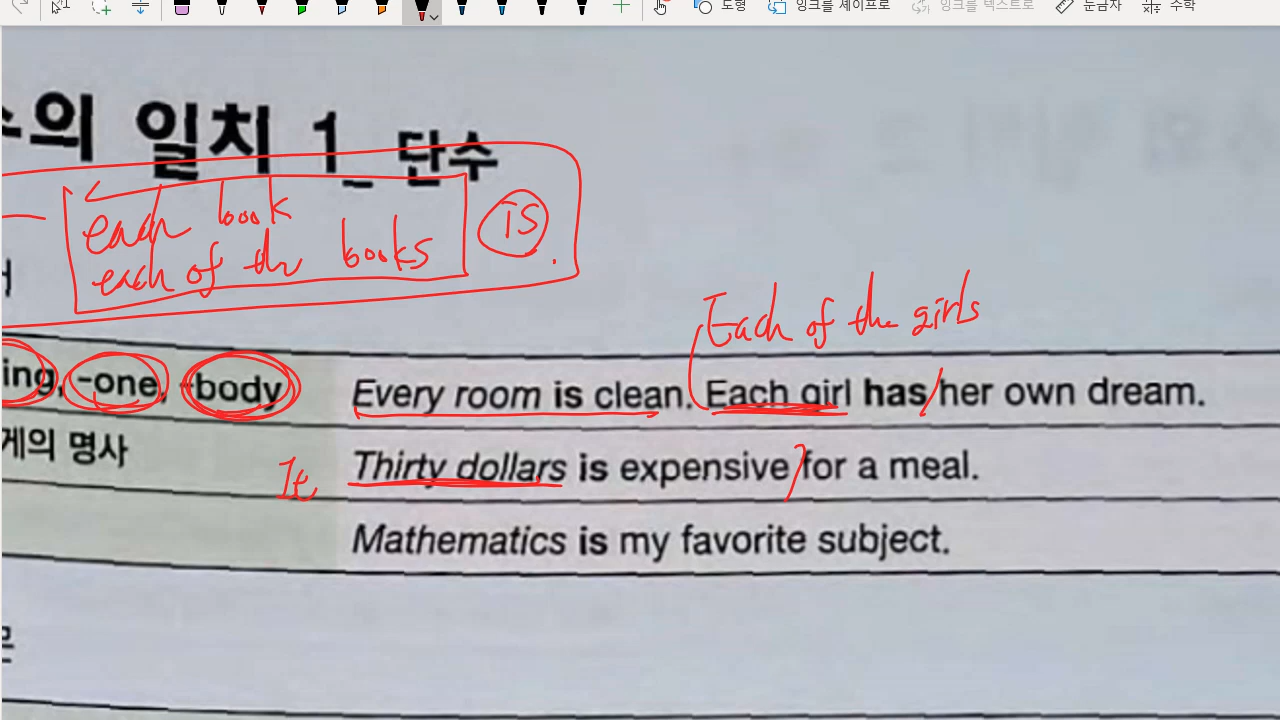 도형 잉크를 셰이프로 잉크를 텍스트로 눈금자 수학
수의 일치 1_ 단수
each book
each of the books
is
Each of the girls
ing, -one, -body
Every room is clean. Each girl has her own dream.
게의 명사
It
Thirty dollars is expensive for a meal.
Mathematics is my favorite subject.